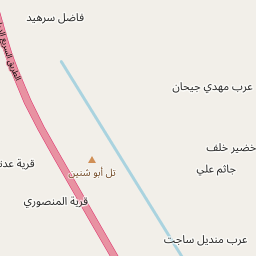 فاضل سرهيد
الطريق السريع
عرب مهدي جيجان
خضير خلف
قرية
جاثم علي
تل أبو شنين
قرية المنصوري
عرب منديل ساجت